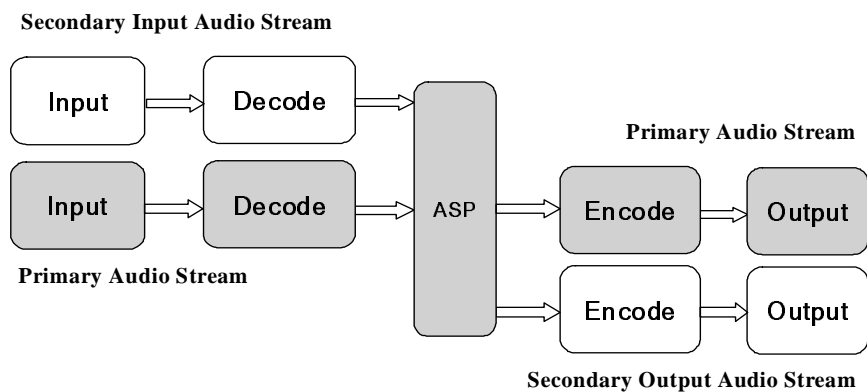 Secondary Input Audio Stream
Input
Decode
Input
Decode
Primary Audio Stream
ASP
Primary Audio Stream
Encode
Output
Encode
Output
Secondary Output Audio Stream